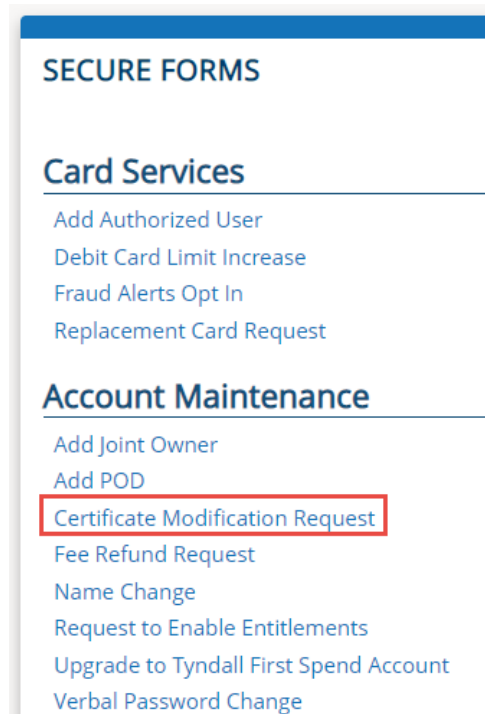 SECURE FORMS
Card Services
Add Authorized User
Debit Card Limit Increase
Fraud Alerts Opt In
Replacement Card Request
Account Maintenance
Add Joint Owner
Add POD
Certificate Modification Request
Fee Refund Request
Name Change
Request to Enable Entitlements
Upgrade to Tyndall First Spend Account
Verbal Password Change